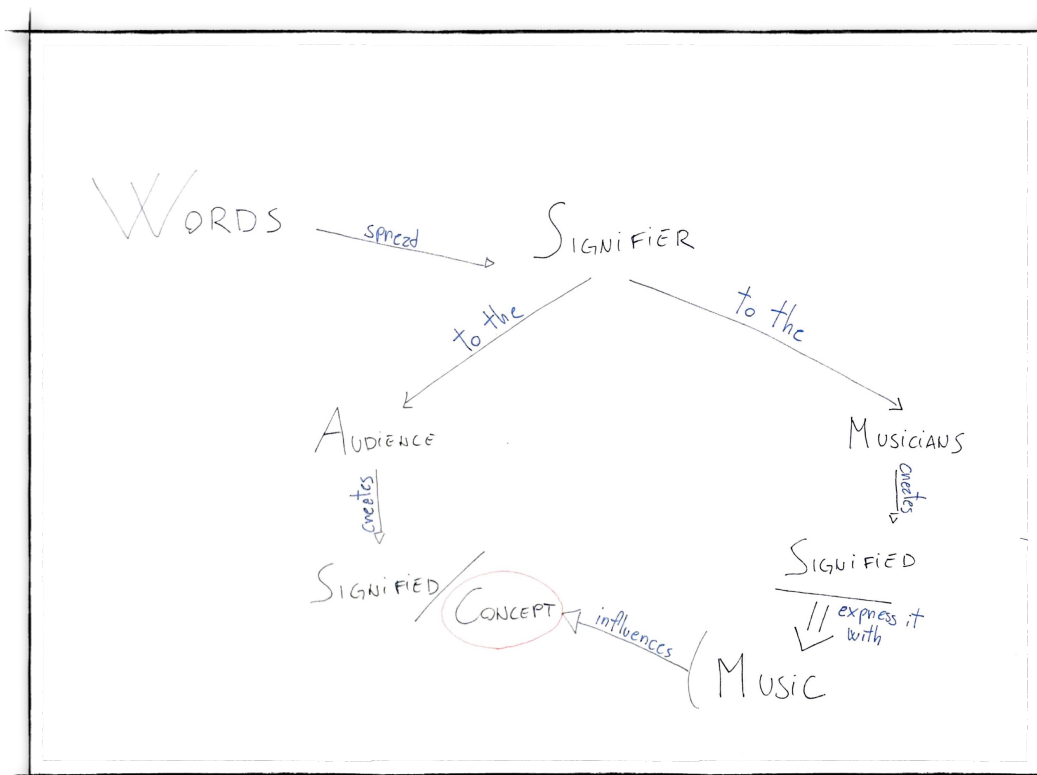 WORDS
spread
SIGNIFIER
to the
to the
AUDIENCE
MUSICIANS
creates
creates
SIGNIFIED/
CONCEPT
SIGNIFIED
express it
with
influences
(MUSIC